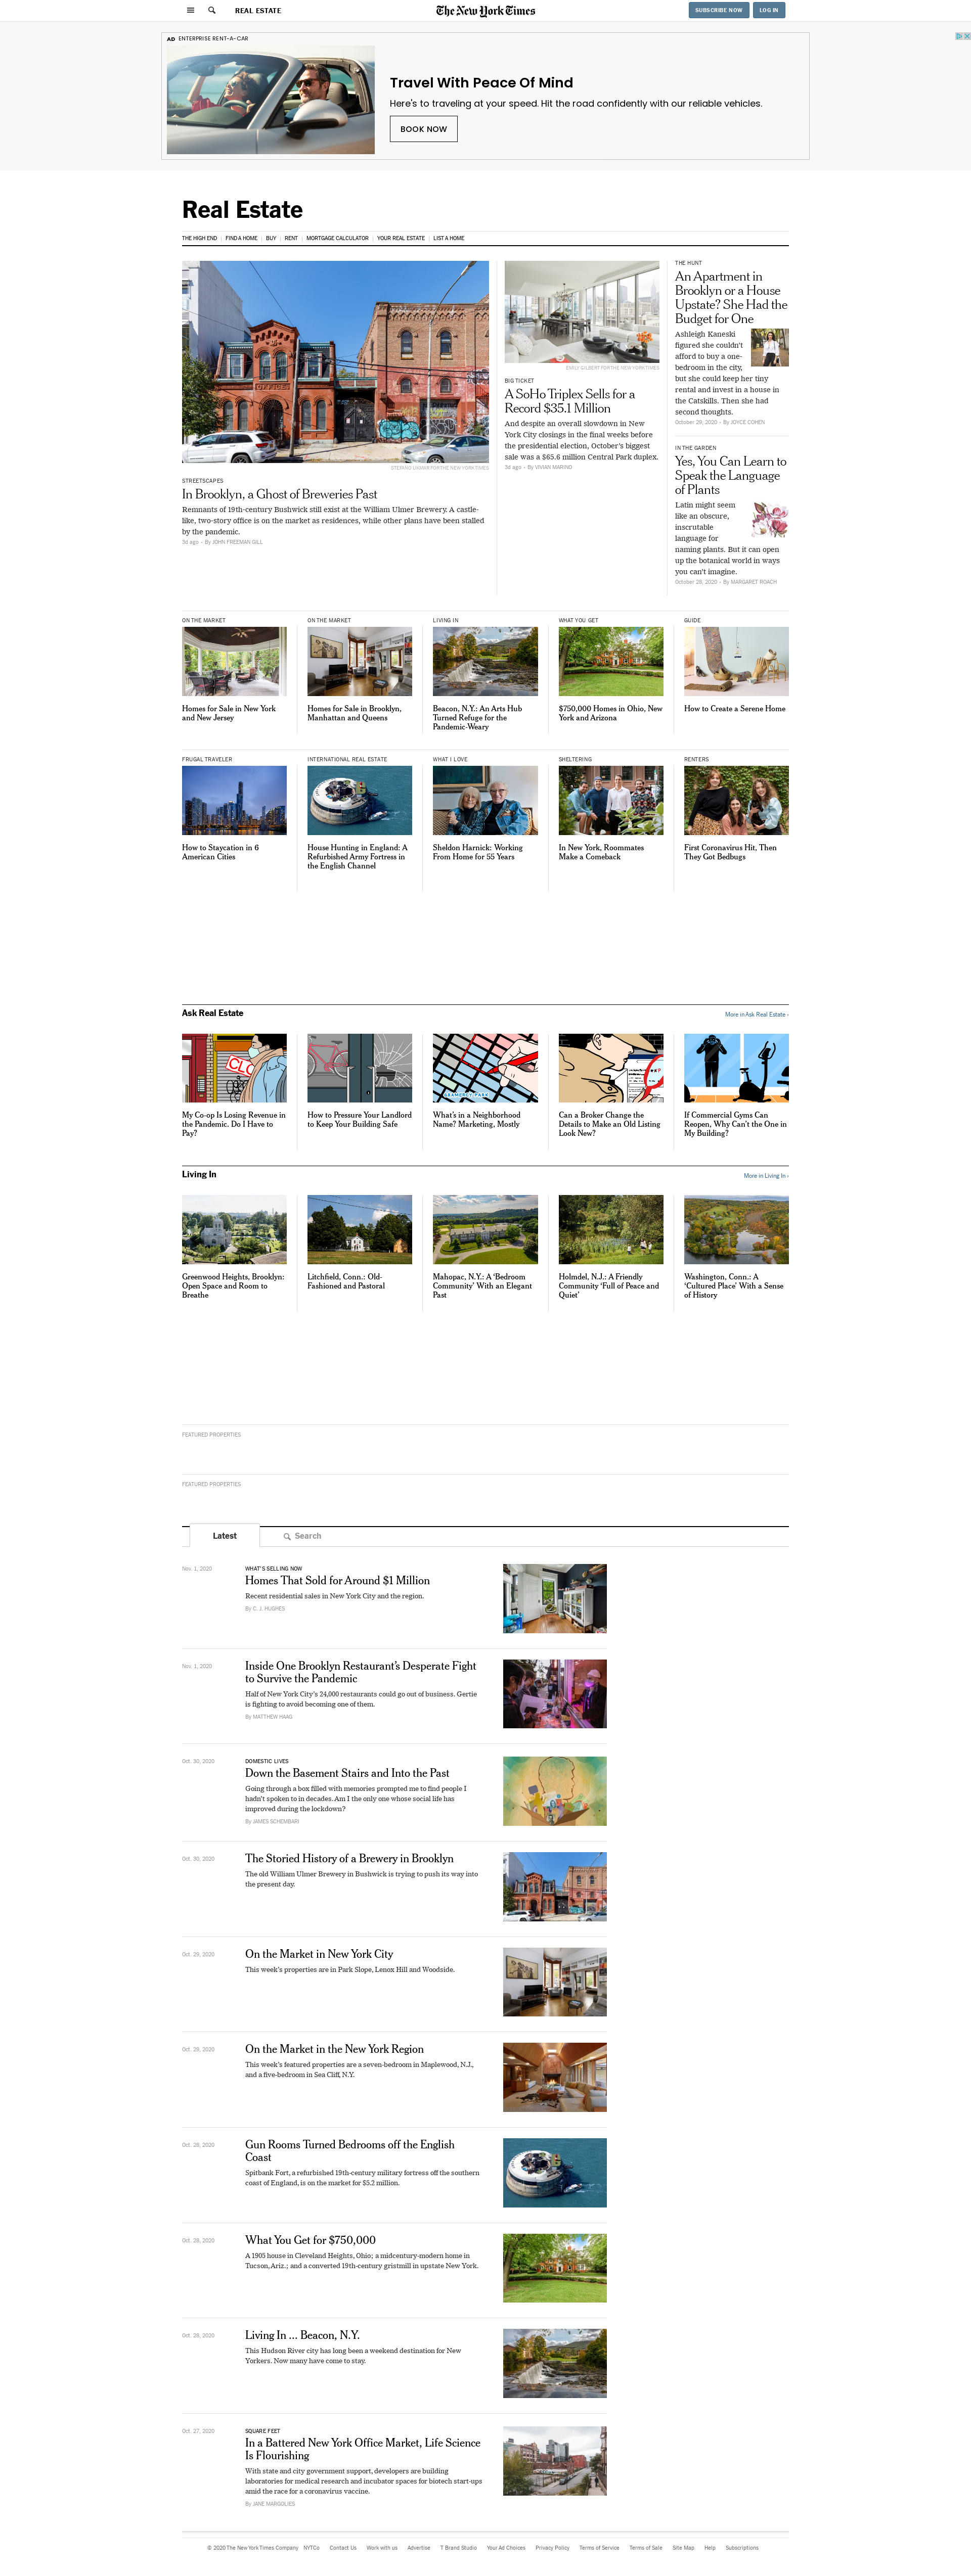 REAL ESTATE
The New York Times
SUBSCRIBE NOW
LOG IN
AD ENTERPRISE RENT-A-CAR
Travel With Peace Of Mind
Here's to traveling at your speed. Hit the road confidently with our reliable vehicles.
BOOK NOW
Real Estate
THE HIGH END | FIND A HOME | BUY | RENT | MORTGAGE CALCULATOR | YOUR REAL ESTATE | LIST A HOME
OFFICES
STEFANO UKMAR FOR THE NEW YORK TIMES
STREETSCAPES
In Brooklyn, a Ghost of Breweries Past
Remnants of 19th-century Bushwick still exist at the William Ulmer Brewery. A castle-
like, two-story office is on the market as residences, while other plans have been stalled
by the pandemic.
3d ago - By JOHN FREEMAN GILL
EMILY GILBERT FOR THE NEW YORK TIMES
BIG TICKET
A SoHo Triplex Sells for a
Record $35.1 Million
And despite an overall slowdown in New
York City closings in the final weeks before
the presidential election, October's biggest
sale was a $65.6 million Central Park duplex.
3d ago - By VIVIAN MARINO
THE HUNT
An Apartment in
Brooklyn or a House
Upstate? She Had the
Budget for One
Ashleigh Kaneski
figured she couldn't
afford to buy a one-
bedroom in the city,
but she could keep her tiny
rental and invest in a house in
the Catskills. Then she had
second thoughts.
October 29, 2020 - By JOYCE COHEN
IN THE GARDEN
Yes, You Can Learn to
Speak the Language
of Plants
Latin might seem
like an obscure,
inscrutable
language for
naming plants. But it can open
up the botanical world in ways
you can't imagine.
October 28, 2020 - By MARGARET ROACH
ON THE MARKET
Homes for Sale in New York
and New Jersey
ON THE MARKET
Homes for Sale in Brooklyn,
Manhattan and Queens
LIVING IN
Beacon, N.Y.: An Arts Hub
Turned Refuge for the
Pandemic-Weary
WHAT YOU GET
$750,000 Homes in Ohio, New
York and Arizona
GUIDE
How to Create a Serene Home
FRUGAL TRAVELER
How to Staycation in 6
American Cities
INTERNATIONAL REAL ESTATE
House Hunting in England: A
Refurbished Army Fortress in
the English Channel
WHAT I LOVE
Sheldon Harnick: Working
From Home for 55 Years
SHELTERING
In New York, Roommates
Make a Comeback
RENTERS
First Coronavirus Hit, Then
They Got Bedbugs
Ask Real Estate
More in Ask Real Estate ›
CLO
GRAMERCY PARK
My Co-op Is Losing Revenue in
the Pandemic. Do I Have to
Pay?
How to Pressure Your Landlord
to Keep Your Building Safe
What's in a Neighborhood
Name? Marketing, Mostly
Can a Broker Change the
Details to Make an Old Listing
Look New?
If Commercial Gyms Can
Reopen, Why Can't the One in
My Building?
Living In
More in Living In ›
Greenwood Heights, Brooklyn:
Open Space and Room to
Breathe
Litchfield, Conn.: Old-
Fashioned and Pastoral
Mahopac, N.Y.: A 'Bedroom
Community' With an Elegant
Past
Holmdel, N.J.: A Friendly
Community 'Full of Peace and
Quiet'
Washington, Conn.: A
'Cultured Place' With a Sense
of History
FEATURED PROPERTIES
FEATURED PROPERTIES
Latest
Search
Nov. 1, 2020
WHAT'S SELLING NOW
Homes That Sold for Around $1 Million
Recent residential sales in New York City and the region.
By C. J. HUGHES
Nov. 1, 2020
Inside One Brooklyn Restaurant's Desperate Fight
to Survive the Pandemic
Half of New York City's 24,000 restaurants could go out of business. Gertie
is fighting to avoid becoming one of them.
By MATTHEW HAAG
Oct. 30, 2020
DOMESTIC LIVES
Down the Basement Stairs and Into the Past
Going through a box filled with memories prompted me to find people I
hadn't spoken to in decades. Am I the only one whose social life has
improved during the lockdown?
By JAMES SCHEMBARI
Oct. 30, 2020
The Storied History of a Brewery in Brooklyn
The old William Ulmer Brewery in Bushwick is trying to push its way into
the present day.
Oct. 29, 2020
On the Market in New York City
This week's properties are in Park Slope, Lenox Hill and Woodside.
Oct. 29, 2020
On the Market in the New York Region
This week's featured properties are a seven-bedroom in Maplewood, N.J.,
and a five-bedroom in Sea Cliff, N.Y.
Oct. 28, 2020
Gun Rooms Turned Bedrooms off the English
Coast
Spitbank Fort, a refurbished 19th-century military fortress off the southern
coast of England, is on the market for $5.2 million.
Oct. 28, 2020
What You Get for $750,000
A 1905 house in Cleveland Heights, Ohio; a midcentury-modern home in
Tucson, Ariz.; and a converted 19th-century gristmill in upstate New York.
Oct. 28, 2020
Living In ... Beacon, N.Y.
This Hudson River city has long been a weekend destination for New
Yorkers. Now many have come to stay.
Oct. 27, 2020
SQUARE FEET
In a Battered New York Office Market, Life Science
Is Flourishing
With state and city government support, developers are building
laboratories for medical research and incubator spaces for biotech start-ups
amid the race for a coronavirus vaccine.
By JANE MARGOLIES
© 2020 The New York Times Company NYTCo Contact Us Work with us Advertise T Brand Studio Your Ad Choices Privacy Policy Terms of Service Terms of Sale Site Map Help Subscriptions